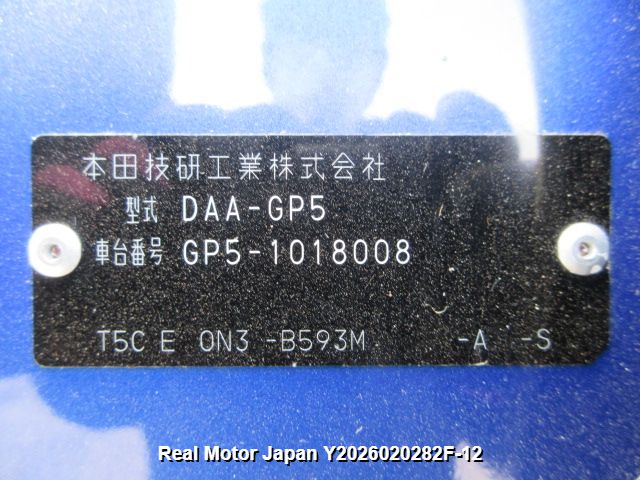 本田技研工業株式会社
型式 DAA-GP5
車台番号 GP5-1018008
T5C E ON3 -B593M -A -S
Real Motor Japan Y2026020282F-12